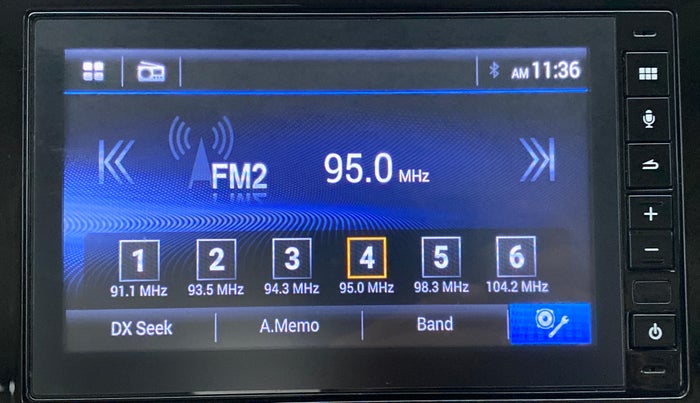 AM 11:36
FM2 95.0 MHz
1 2 3 4 5 6
91.1 MHz 93.5 MHz 94.3 MHz 95.0 MHz 98.3 MHz 104.2 MHz
DX Seek A.Memo Band